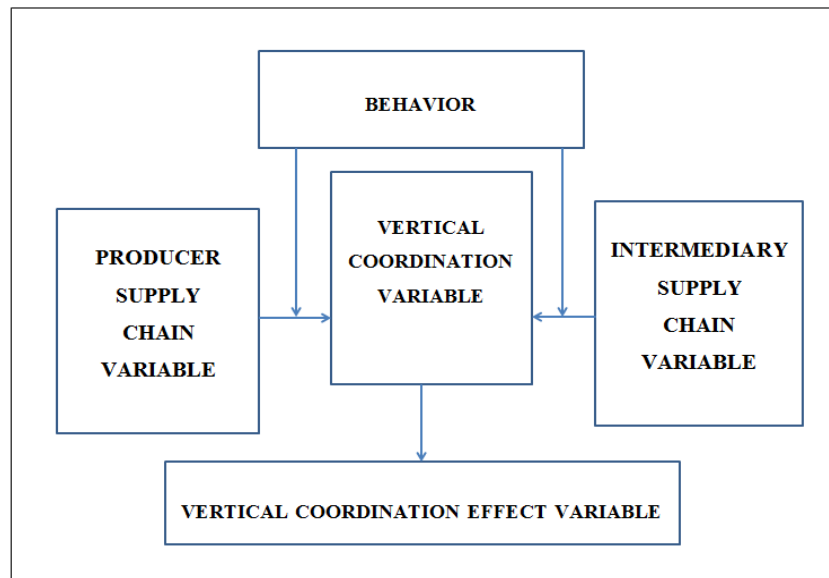 BEHAVIOR
PRODUCER
SUPPLY
CHAIN
VARIABLE
VERTICAL
COORDINATION
VARIABLE
INTERMEDIARY
SUPPLY
CHAIN
VARIABLE
VERTICAL COORDINATION EFFECT VARIABLE